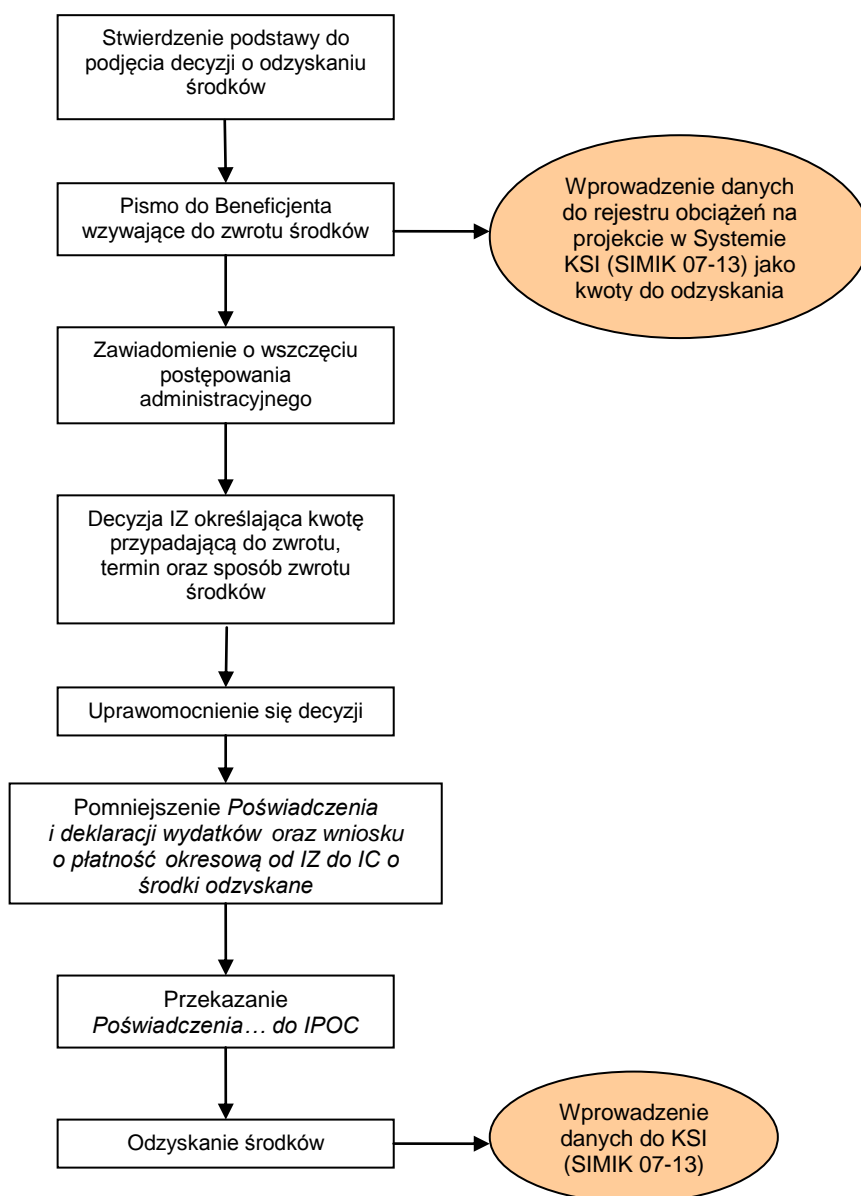 Stwierdzenie podstawy do
podjęcia decyzji o odzyskaniu
środków
Pismo do Beneficjenta
wzywające do zwrotu środków
Wprowadzenie danych
do rejestru obciążeń na
projekcie w Systemie
KSI (SIMIK 07-13) jako
kwoty do odzyskania
Zawiadomienie o wszczęciu
postępowania
administracyjnego
Decyzja IZ określająca kwotę
przypadającą do zwrotu,
termin oraz sposób zwrotu
środków
Uprawomocnienie się decyzji
Pomniejszenie Poświadczenia
i deklaracji wydatków oraz wniosku
o płatność okresową od IZ do IC o
środki odzyskane
Przekazanie
Poświadczenia… do IPOC
Odzyskanie środków
Wprowadzenie
danych do KSI
(SIMIK 07-13)